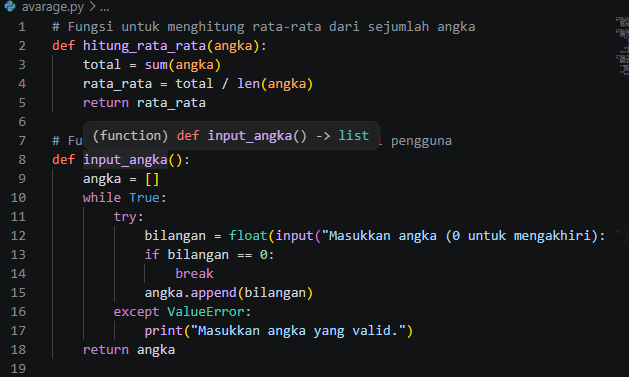 avarage.py > ...
1 # Fungsi untuk menghitung rata-rata dari sejumlah angka
2 def hitung_rata_rata(angka):
3 total = sum(angka)
4 rata_rata = total / len(angka)
5 return rata_rata
6
(function) def input_angka() -> list
7 # Fu pengguna
8 def input_angka():
9 angka = []
10 while True:
11 try:
12 bilangan = float(input("Masukkan angka (0 untuk mengakhiri): ")
13 if bilangan == 0:
14 break
15 angka.append(bilangan)
16 except ValueError:
17 print("Masukkan angka yang valid.")
18 return angka
19